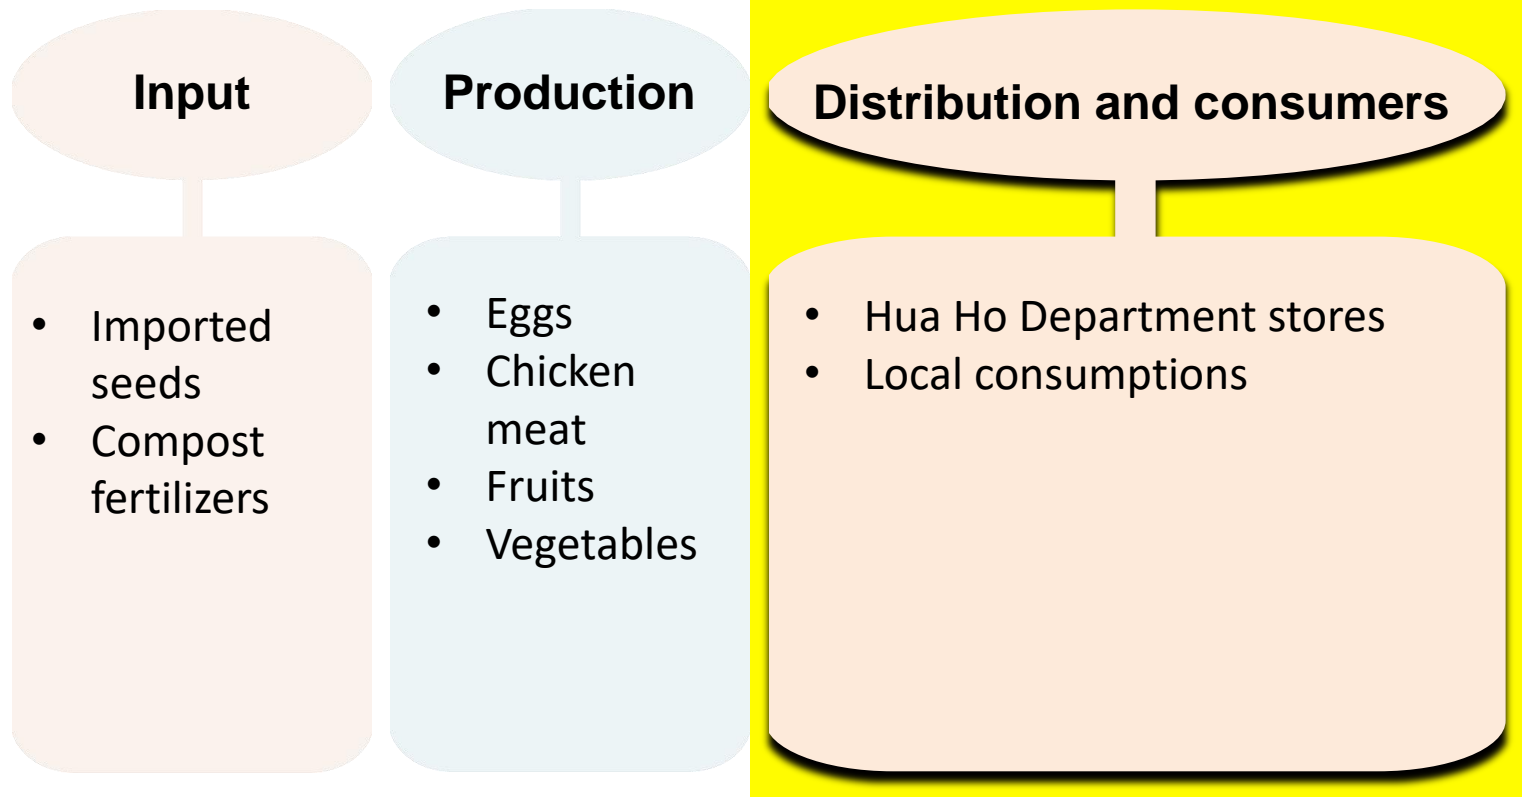 Input
• Imported
seeds
• Compost
fertilizers
Production
• Eggs
• Chicken
meat
• Fruits
• Vegetables
Distribution and consumers
• Hua Ho Department stores
• Local consumptions